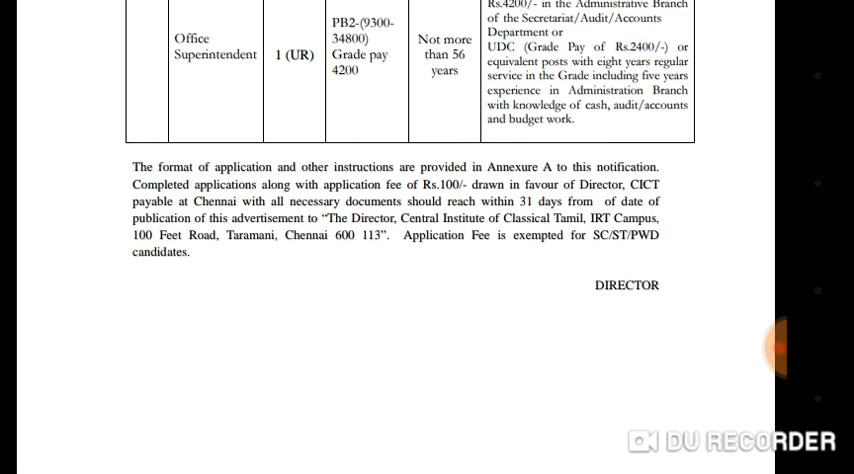 Rs.4200/- in the Administrative Branch
of the Secretariat/Audit/Accounts
Department or
UDC (Grade Pay of Rs.2400/-) or
equivalent posts with eight years regular
service in the Grade including five years
experience in Administration Branch
with knowledge of cash, audit/accounts
and budget work.
Office
Superintendent
1 (UR)
PB2-(9300-
34800)
Grade pay
4200
Not more
than 56
years
The format of application and other instructions are provided in Annexure A to this notification.
Completed applications along with application fee of Rs.100/- drawn in favour of Director, CICT
payable at Chennai with all necessary documents should reach within 31 days from of date of
publication of this advertisement to “The Director, Central Institute of Classical Tamil, IRT Campus,
100 Feet Road, Taramani, Chennai 600 113”. Application Fee is exempted for SC/ST/PWD
candidates.
DIRECTOR
DU RECORDER